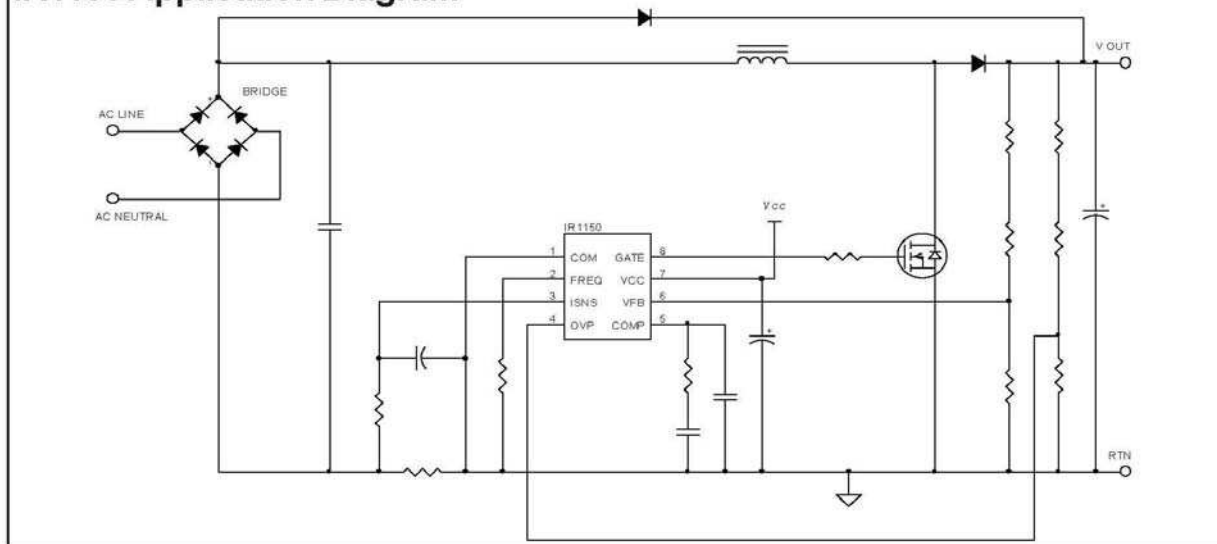 V OUT
BRIDGE
AC LINE
AC NEUTRAL
Vcc
IR1150
1 COM GATE 8
2 FREQ VCC 7
3 ISNS VFB 6
4 OVP COMP 5
RTN